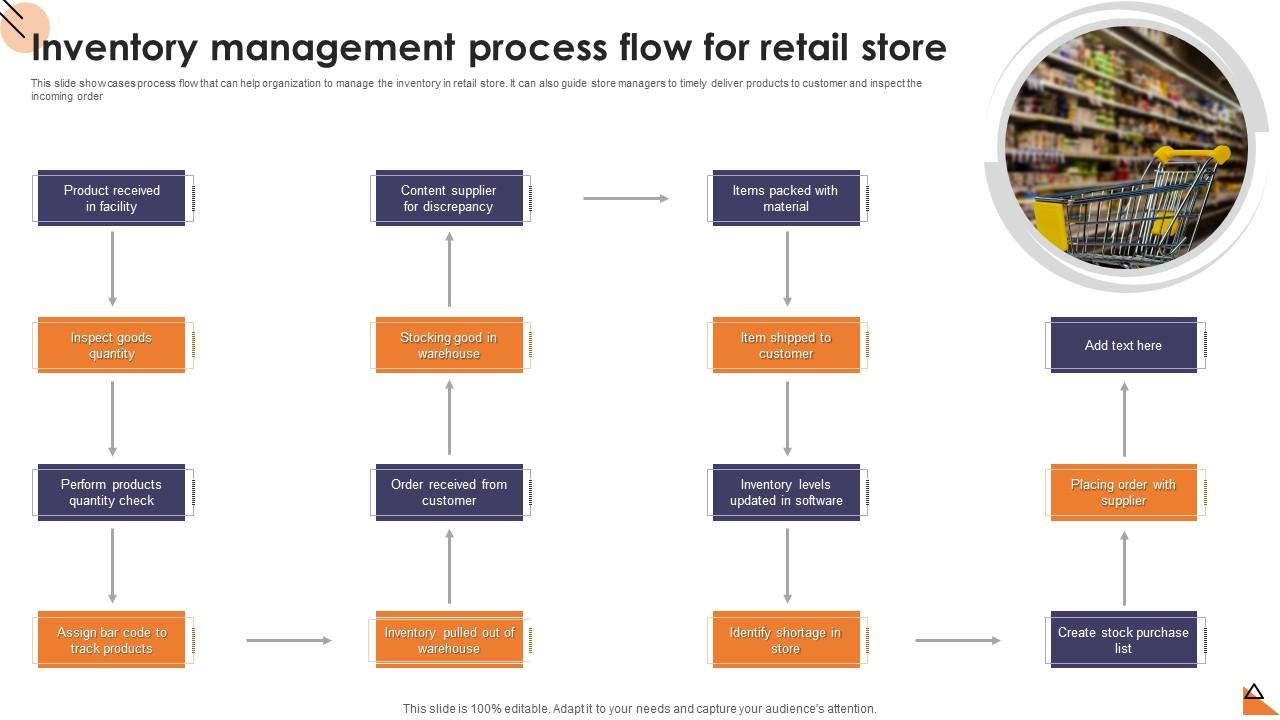 Inventory management process flow for retail store
This slide showcases process flow that can help organization to manage the inventory in retail store. It can also guide store managers to timely deliver products to customer and inspect the
incoming order
Product received
in facility
Inspect goods
quantity
Perform products
quantity check
Assign bar code to
track products
Inventory pulled out of
warehouse
Order received from
customer
Stocking good in
warehouse
Content supplier
for discrepancy
Items packed with
material
Item shipped to
customer
Inventory levels
updated in software
Identify shortage in
store
Create stock purchase
list
Placing order with
supplier
Add text here
This slide is 100% editable. Adapt it to your needs and capture your audience's attention.